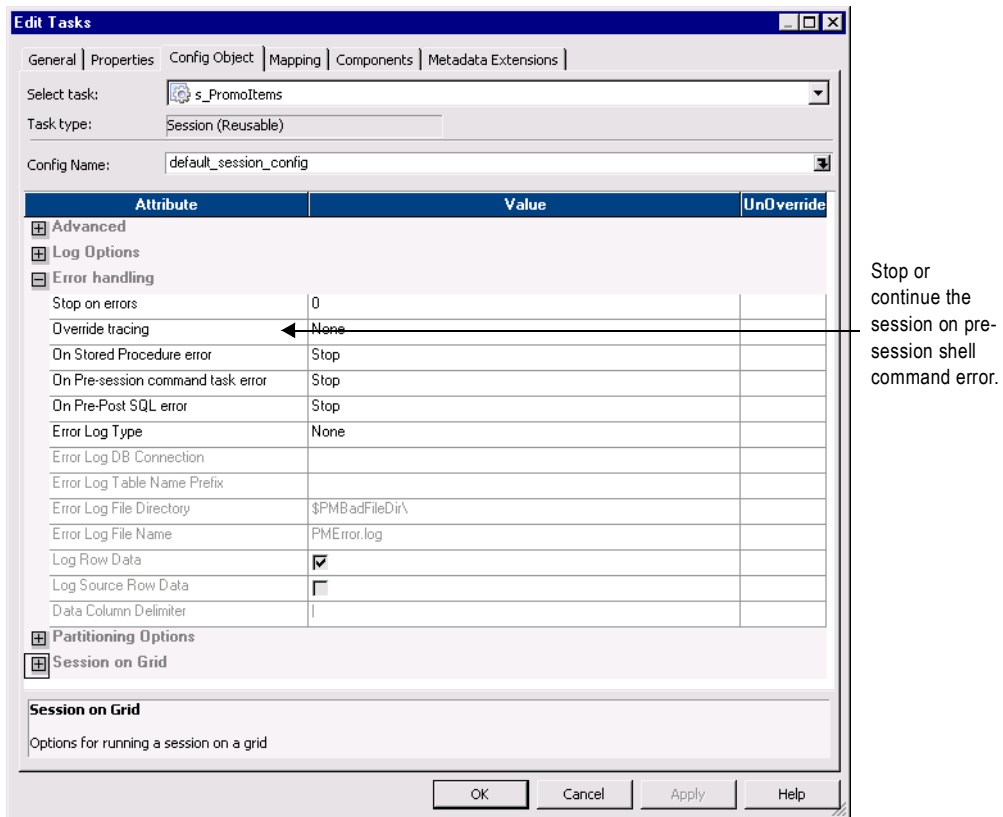 Edit Tasks
General Properties Config Object Mapping Components Metadata Extensions
Select task: s_PromoItems
Task type: Session (Reusable)
Config Name: default_session_config
Attribute Value UnOverride
Advanced
Log Options
Error handling
Stop on errors 0
Override tracing None
On Stored Procedure error Stop
On Pre-session command task error Stop
On Pre-Post SQL error Stop
Error Log Type None
Error Log DB Connection
Error Log Table Name Prefix
Error Log File Directory $PMBadFileDir\
Error Log File Name PMError.log
Log Row Data
Log Source Row Data
Data Column Delimiter |
Partitioning Options
Session on Grid
Session on Grid
Options for running a session on a grid
OK Cancel Apply Help
Stop or
continue the
session on pre-
session shell
command error.